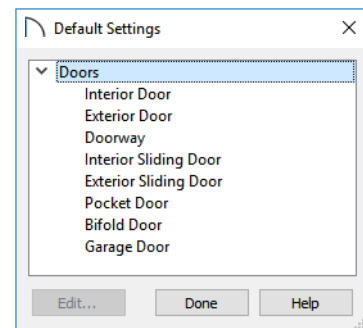 Default Settings
Doors
Interior Door
Exterior Door
Doorway
Interior Sliding Door
Exterior Sliding Door
Pocket Door
Bifold Door
Garage Door
Edit... Done Help